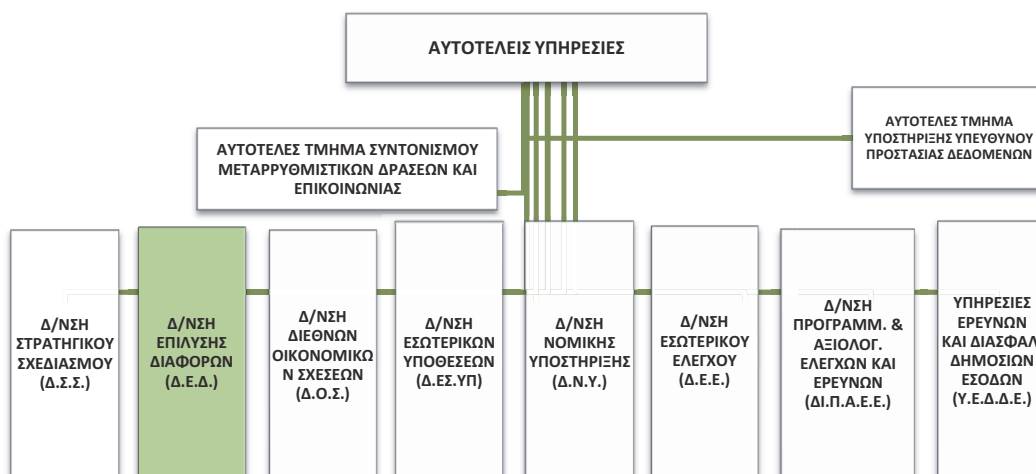 ΑΥΤΟΤΕΛΕΙΣ ΥΠΗΡΕΣΙΕΣ
ΑΥΤΟΤΕΛΕΣ ΤΜΗΜΑ
ΥΠΟΣΤΗΡΙΞΗΣ ΥΠΕΥΘΥΝΟΥ
ΠΡΟΣΤΑΣΙΑΣ ΔΕΔΟΜΕΝΩΝ
ΑΥΤΟΤΕΛΕΣ ΤΜΗΜΑ ΣΥΝΤΟΝΙΣΜΟΥ
ΜΕΤΑΡΡΥΘΜΙΣΤΙΚΩΝ ΔΡΑΣΕΩΝ ΚΑΙ
ΕΠΙΚΟΙΝΩΝΙΑΣ
Δ/ΝΣΗ
ΣΤΡΑΤΗΓΙΚΟΥ
ΣΧΕΔΙΑΣΜΟΥ
(Δ.Σ.Σ.)
Δ/ΝΣΗ
ΕΠΙΛΥΣΗΣ
ΔΙΑΦΟΡΩΝ
(Δ.Ε.Δ.)
Δ/ΝΣΗ
ΔΙΕΘΝΩΝ
ΟΙΚΟΝΟΜΙΚΩ
Ν ΣΧΕΣΕΩΝ
(Δ.Ο.Σ.)
Δ/ΝΣΗ
ΕΣΩΤΕΡΙΚΩΝ
ΥΠΟΘΕΣΕΩΝ
(Δ.ΕΣ.ΥΠ)
Δ/ΝΣΗ
ΝΟΜΙΚΗΣ
ΥΠΟΣΤΗΡΙΞΗΣ
(Δ.Ν.Υ.)
Δ/ΝΣΗ
ΕΣΩΤΕΡΙΚΟΥ
ΕΛΕΓΧΟΥ
(Δ.Ε.Ε.)
Δ/ΝΣΗ
ΠΡΟΓΡΑΜΜ. &
ΑΞΙΟΛΟΓ.
ΕΛΕΓΧΩΝ ΚΑΙ
ΕΡΕΥΝΩΝ
(ΔΙ.Π.Α.Ε.Ε.)
ΥΠΗΡΕΣΙΕΣ
ΕΡΕΥΝΩΝ
ΚΑΙ ΔΙΑΣΦΑΛ
ΔΗΜΟΣΙΩΝ
ΕΣΟΔΩΝ
(Υ.Ε.Δ.Δ.Ε.)